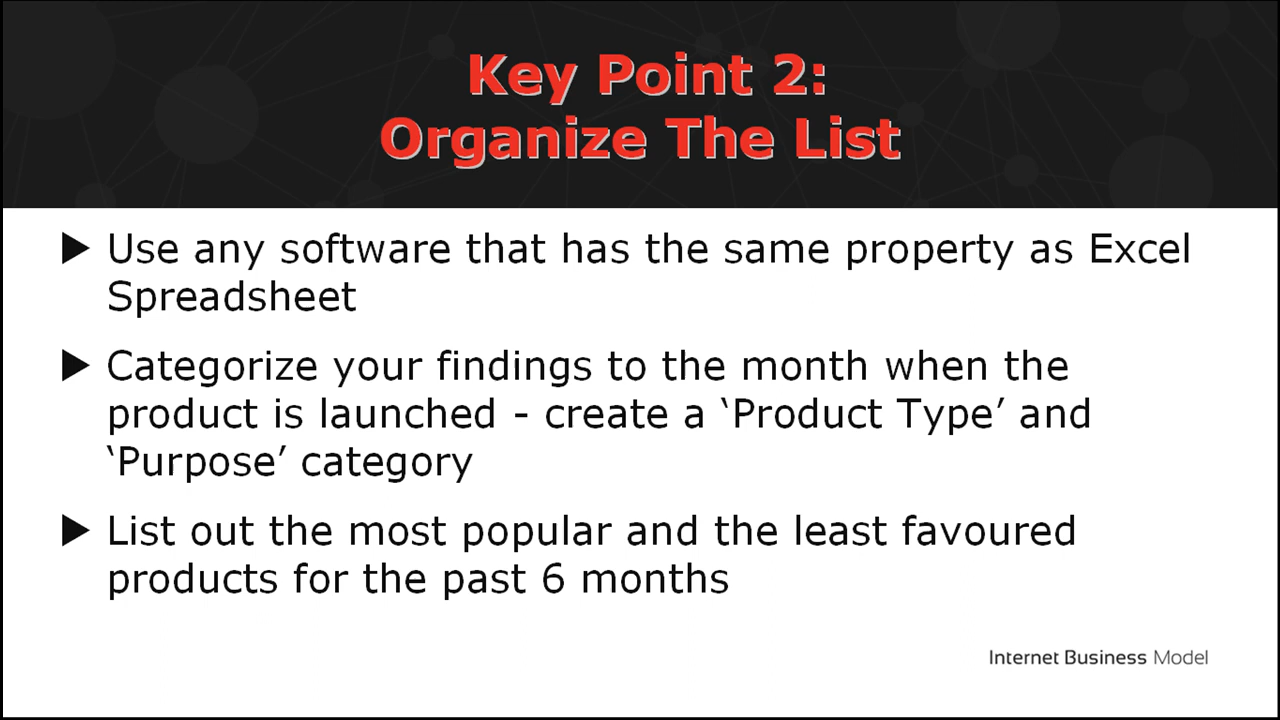 Key Point 2:
Organize The List
▶ Use any software that has the same property as Excel
Spreadsheet
▶ Categorize your findings to the month when the
product is launched - create a ‘Product Type’ and
‘Purpose’ category
▶ List out the most popular and the least favoured
products for the past 6 months
Internet Business Model